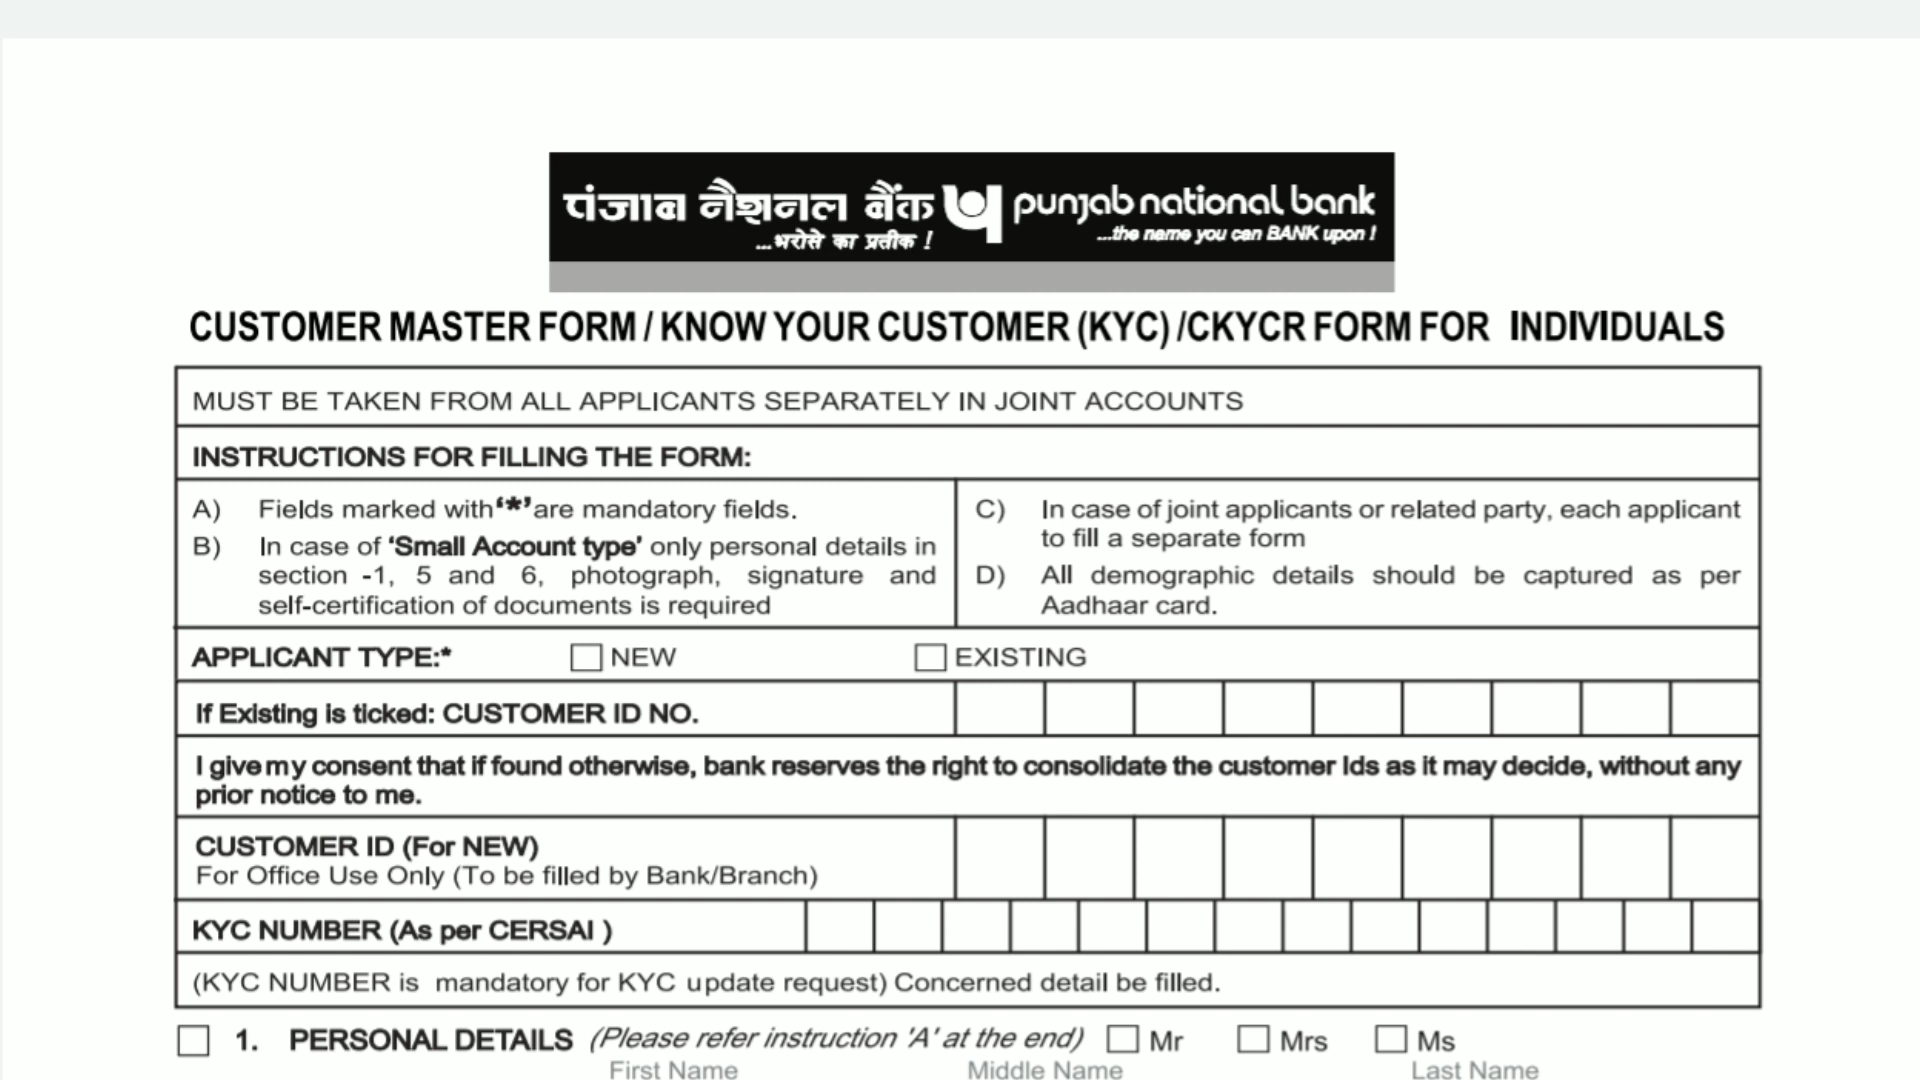 पंजाब नैशनल बैंक punjab national bank
...भरोसे का प्रतीक ! ...the name you can BANK upon !
CUSTOMER MASTER FORM / KNOW YOUR CUSTOMER (KYC) /CKYCR FORM FOR INDIVIDUALS
MUST BE TAKEN FROM ALL APPLICANTS SEPARATELY IN JOINT ACCOUNTS
INSTRUCTIONS FOR FILLING THE FORM:
A) Fields marked with '*' are mandatory fields.
B) In case of 'Small Account type' only personal details in
section -1, 5 and 6, photograph, signature and
self-certification of documents is required
C) In case of joint applicants or related party, each applicant
to fill a separate form
D) All demographic details should be captured as per
Aadhaar card.
APPLICANT TYPE:* NEW EXISTING
If Existing is ticked: CUSTOMER ID NO.
I give my consent that if found otherwise, bank reserves the right to consolidate the customer Ids as it may decide, without any
prior notice to me.
CUSTOMER ID (For NEW)
For Office Use Only (To be filled by Bank/Branch)
KYC NUMBER (As per CERSAI )
(KYC NUMBER is mandatory for KYC update request) Concerned detail be filled.
1. PERSONAL DETAILS (Please refer instruction 'A' at the end) Mr Mrs Ms
First Name Middle Name Last Name